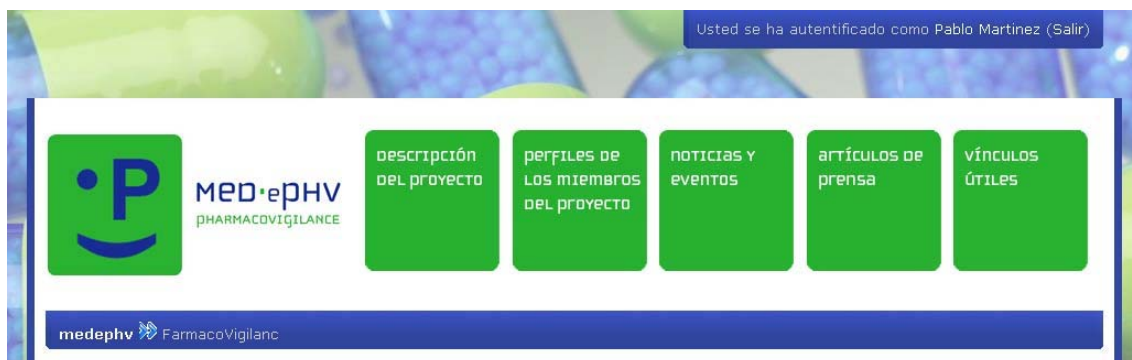 Usted se ha autentificado como Pablo Martinez (Salir)
P
MED·ePHV
PHARMACOVIGILANCE
Descripción
del proyecto
perfiles de
los miembros
del proyecto
noticias y
eventos
artículos de
prensa
vínculos
útiles
medephv FarmacoVigilanc